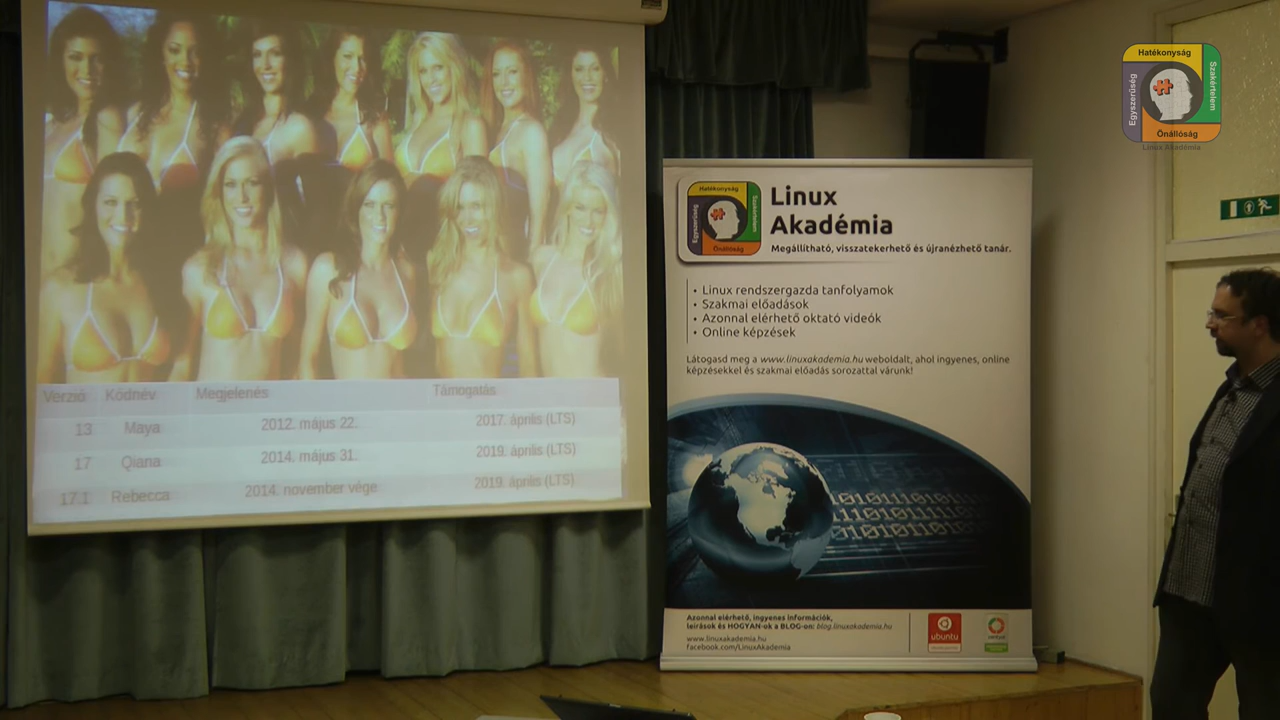 Verzió Kódnév Megjelenés Támogatás
13 Maya 2012. május 22. 2017. április (LTS)
17 Qiana 2014. május 31. 2019. április (LTS)
17.1 Rebecca 2014. november vége 2019. április (LTS)
Hatékonyság
Egyszerűség
Szakértelem
Önállóság
Linux
Akadémia
Megállítható, visszatekerhető és újranézhető tanár.
• Linux rendszergazda tanfolyamok
• Szakmai előadások
• Azonnal elérhető oktató videók
• Online képzések
Látogasd meg a www.linuxakademia.hu weboldalt, ahol ingyenes, online
képzésekkel és szakmai előadás sorozattal várunk!
01011101011
11101011001
0101011010
Azonnal elérhető, ingyenes információk,
leírások és HOGYAN-ok a BLOG-on: blog.linuxakademia.hu
www.linuxakademia.hu
facebook.com/LinuxAkademia
ubuntu
Hatékonyság
Egyszerűség
Szakértelem
Önállóság
Linux Akadémia